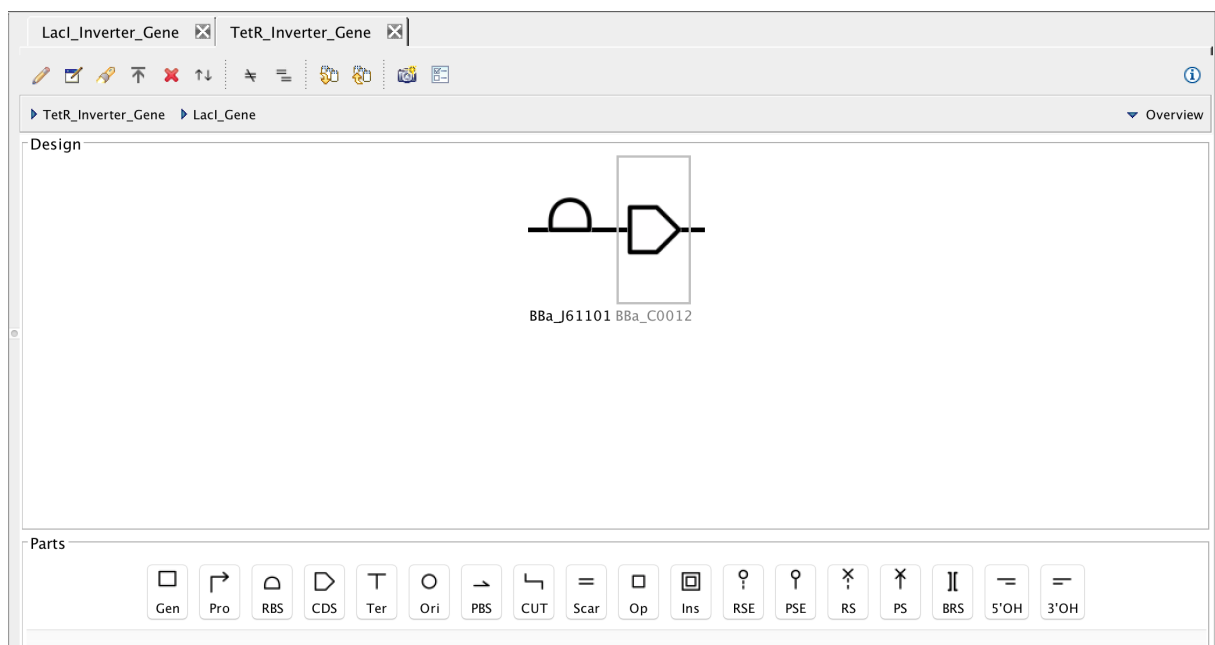 LacI_Inverter_Gene TetR_Inverter_Gene
TetR_Inverter_Gene LacI_Gene Overview
Design
BBa_J61101 BBa_C0012
Parts
Gen Pro RBS CDS Ter Ori PBS CUT Scar Op Ins RSE PSE RS PS BRS 5'OH 3'OH